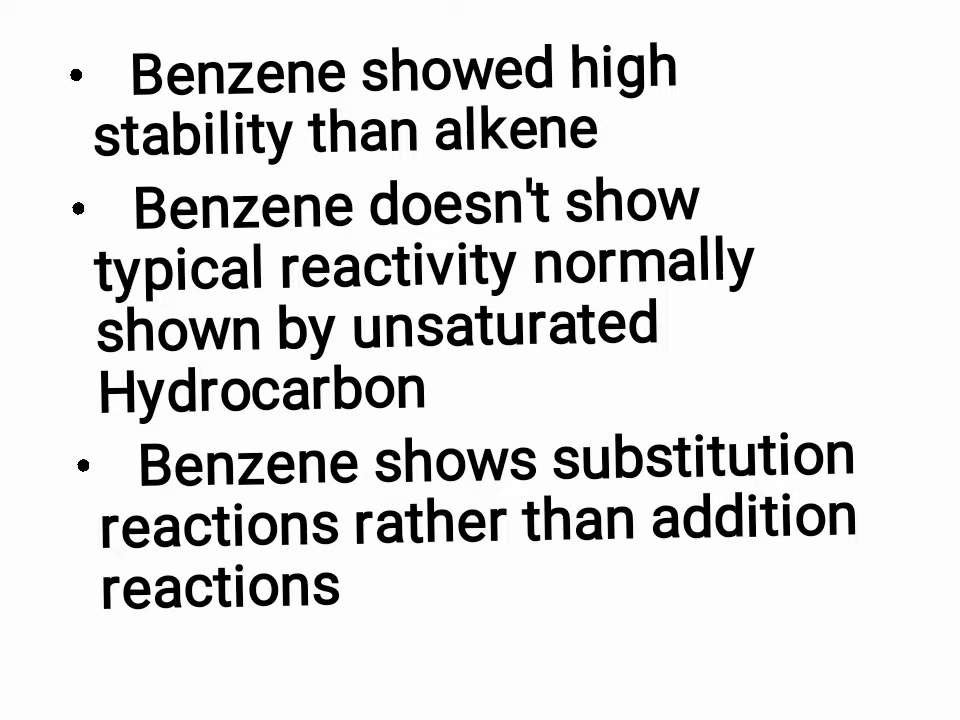 • Benzene showed high
stability than alkene
• Benzene doesn't show
typical reactivity normally
shown by unsaturated
Hydrocarbon
• Benzene shows substitution
reactions rather than addition
reactions